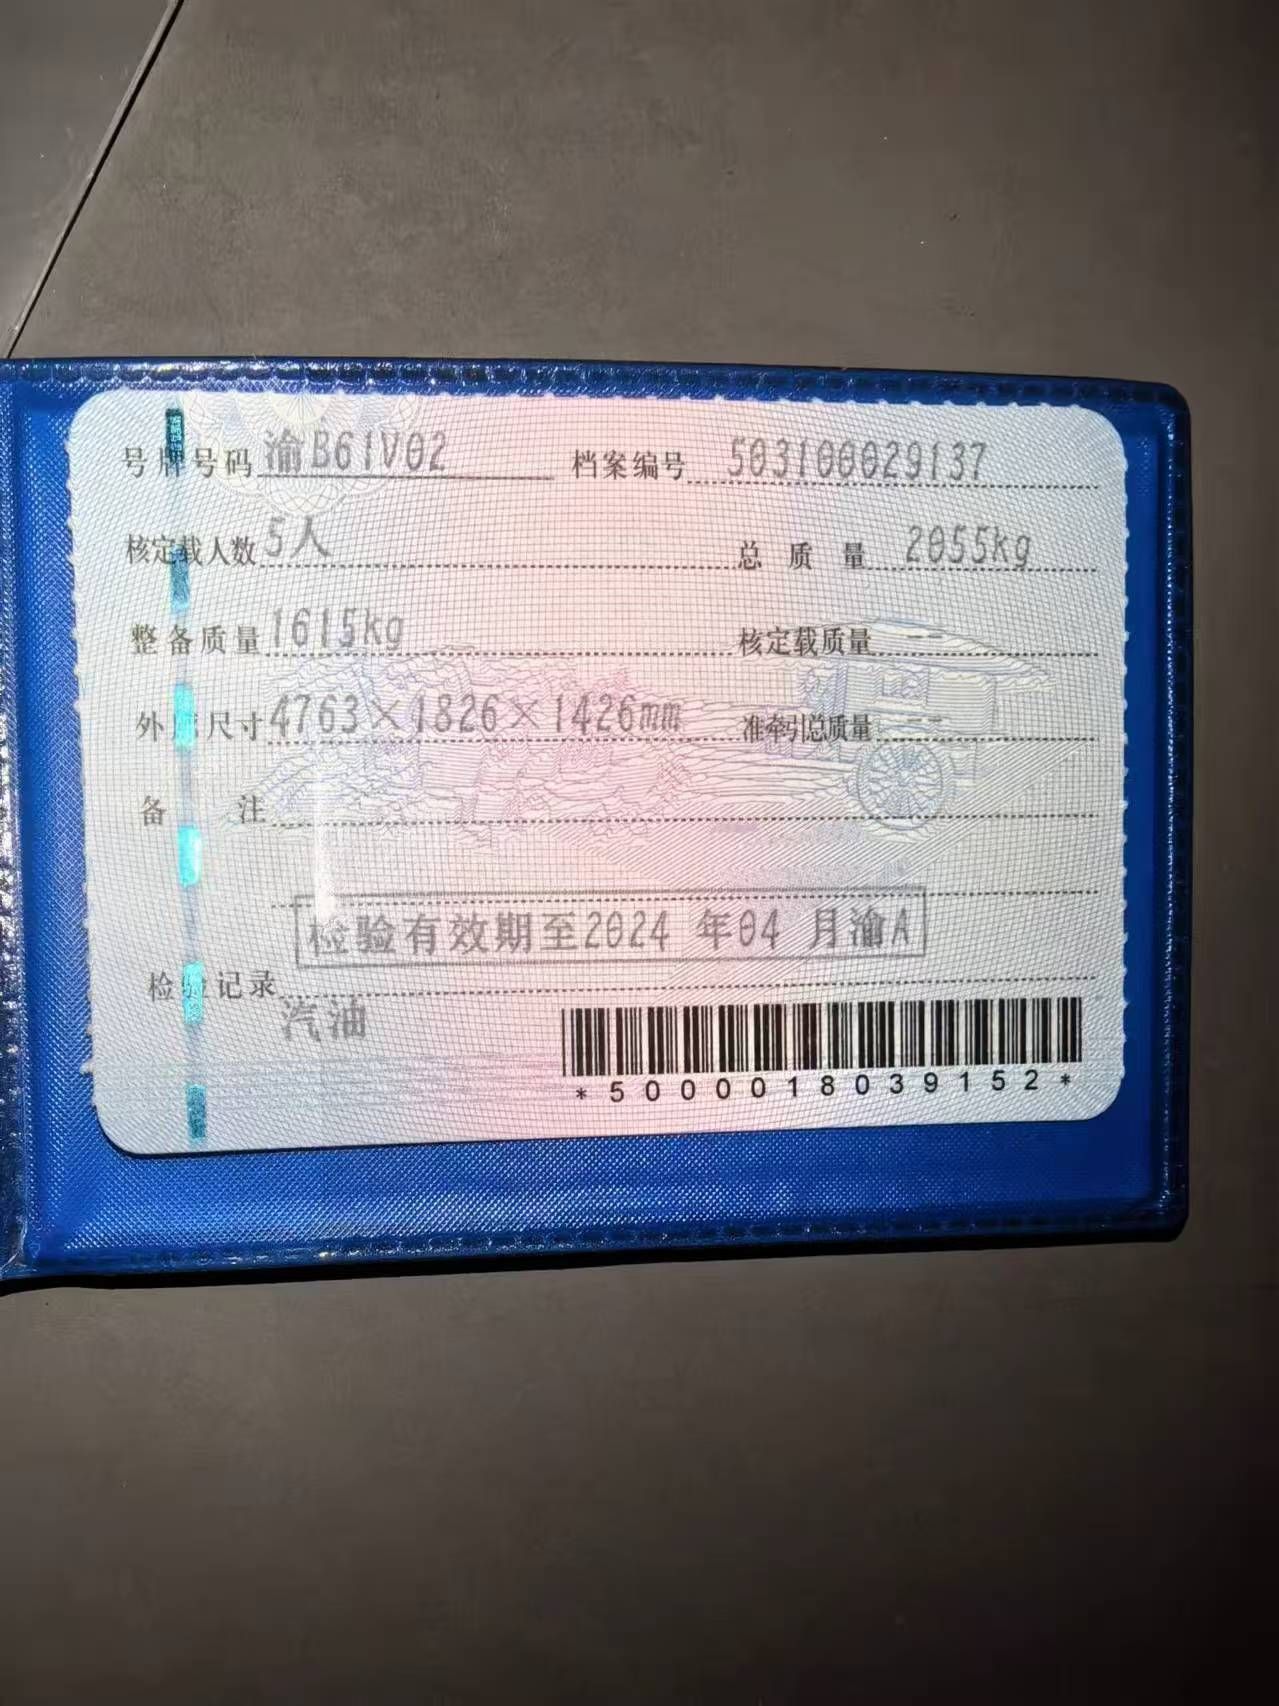 号牌号码 渝B61V02 档案编号 503100029137
核定载人数 5人 总质量 2055kg
整备质量 1615kg 核定载质量 --
外廓尺寸 4763×1826×1426mm 准牵引总质量 --
备注
检验有效期至2024 年04 月渝A
检验记录
汽油
*500001803９152*